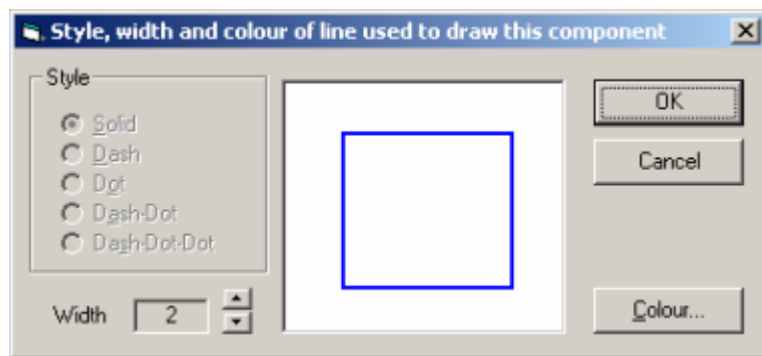 Style, width and colour of line used to draw this component
Style
Solid
Dash
Dot
Dash-Dot
Dash-Dot-Dot
Width 2
OK
Cancel
Colour...